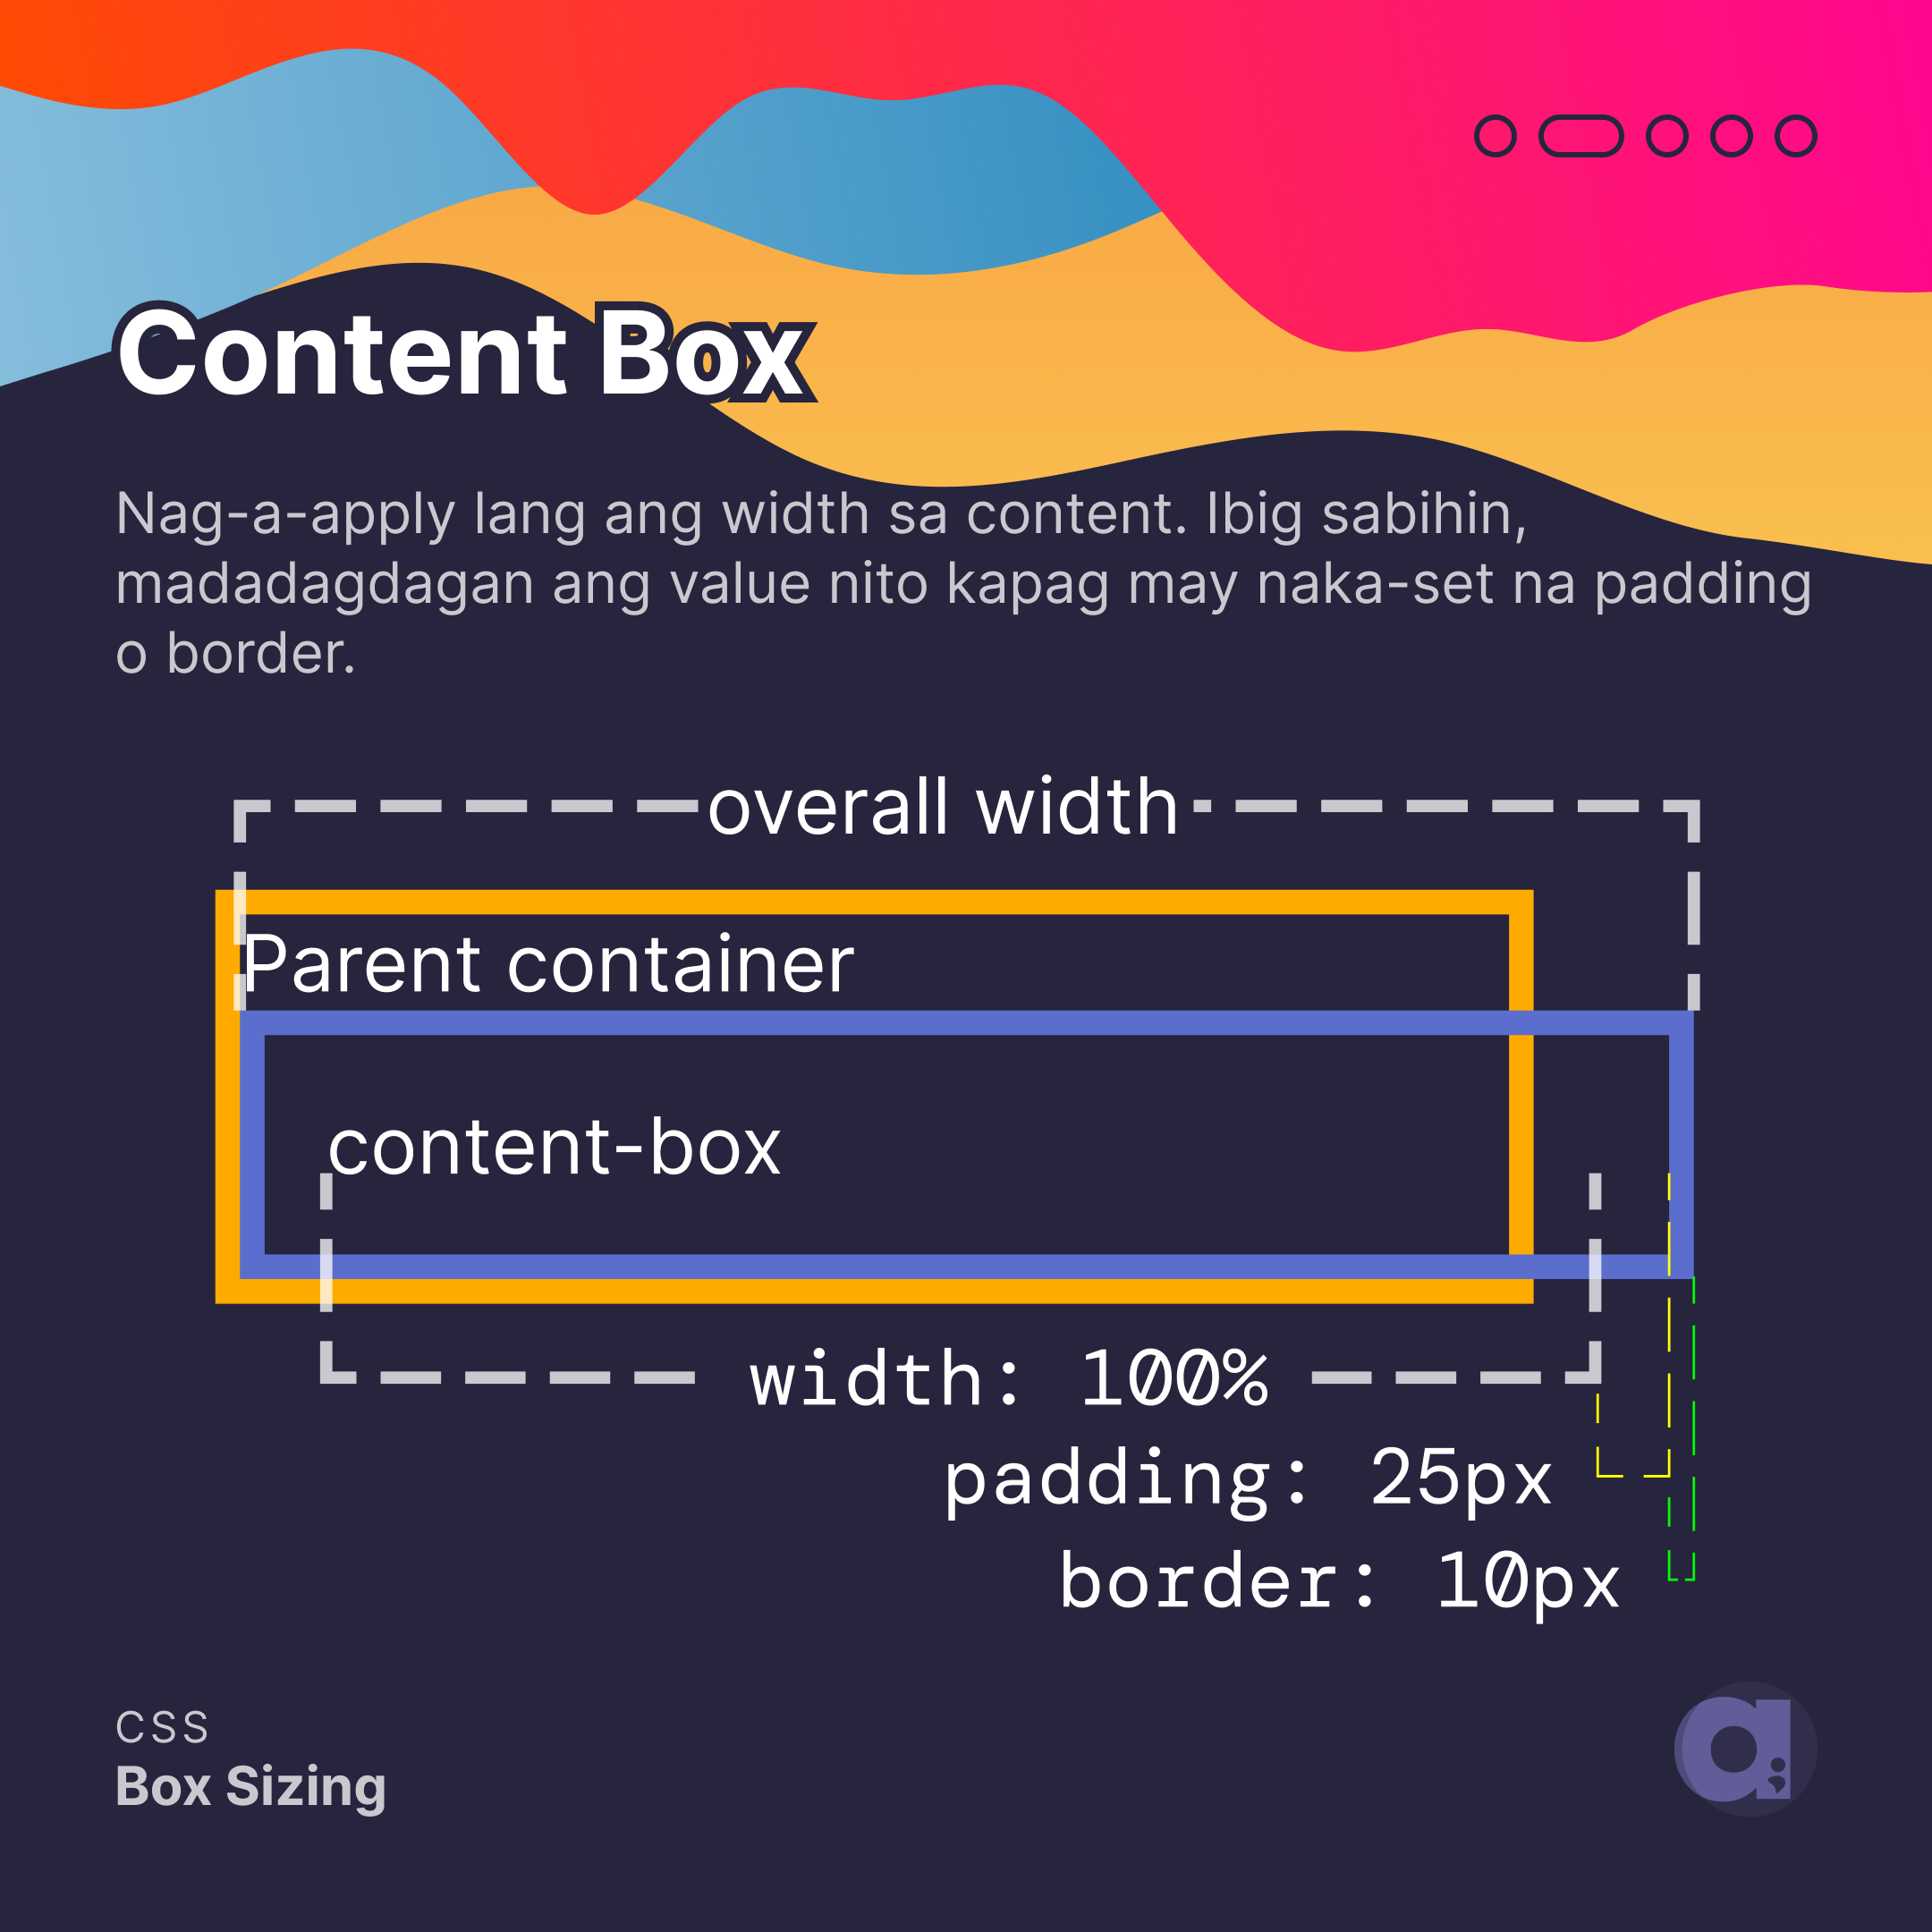 Content Box
Nag-a-apply lang ang width sa content. Ibig sabihin,
madadagdagan ang value nito kapag may naka-set na padding
o border.
overall width
Parent container
content-box
width: 100%
padding: 25px
border: 10px
CSS
Box Sizing
a;